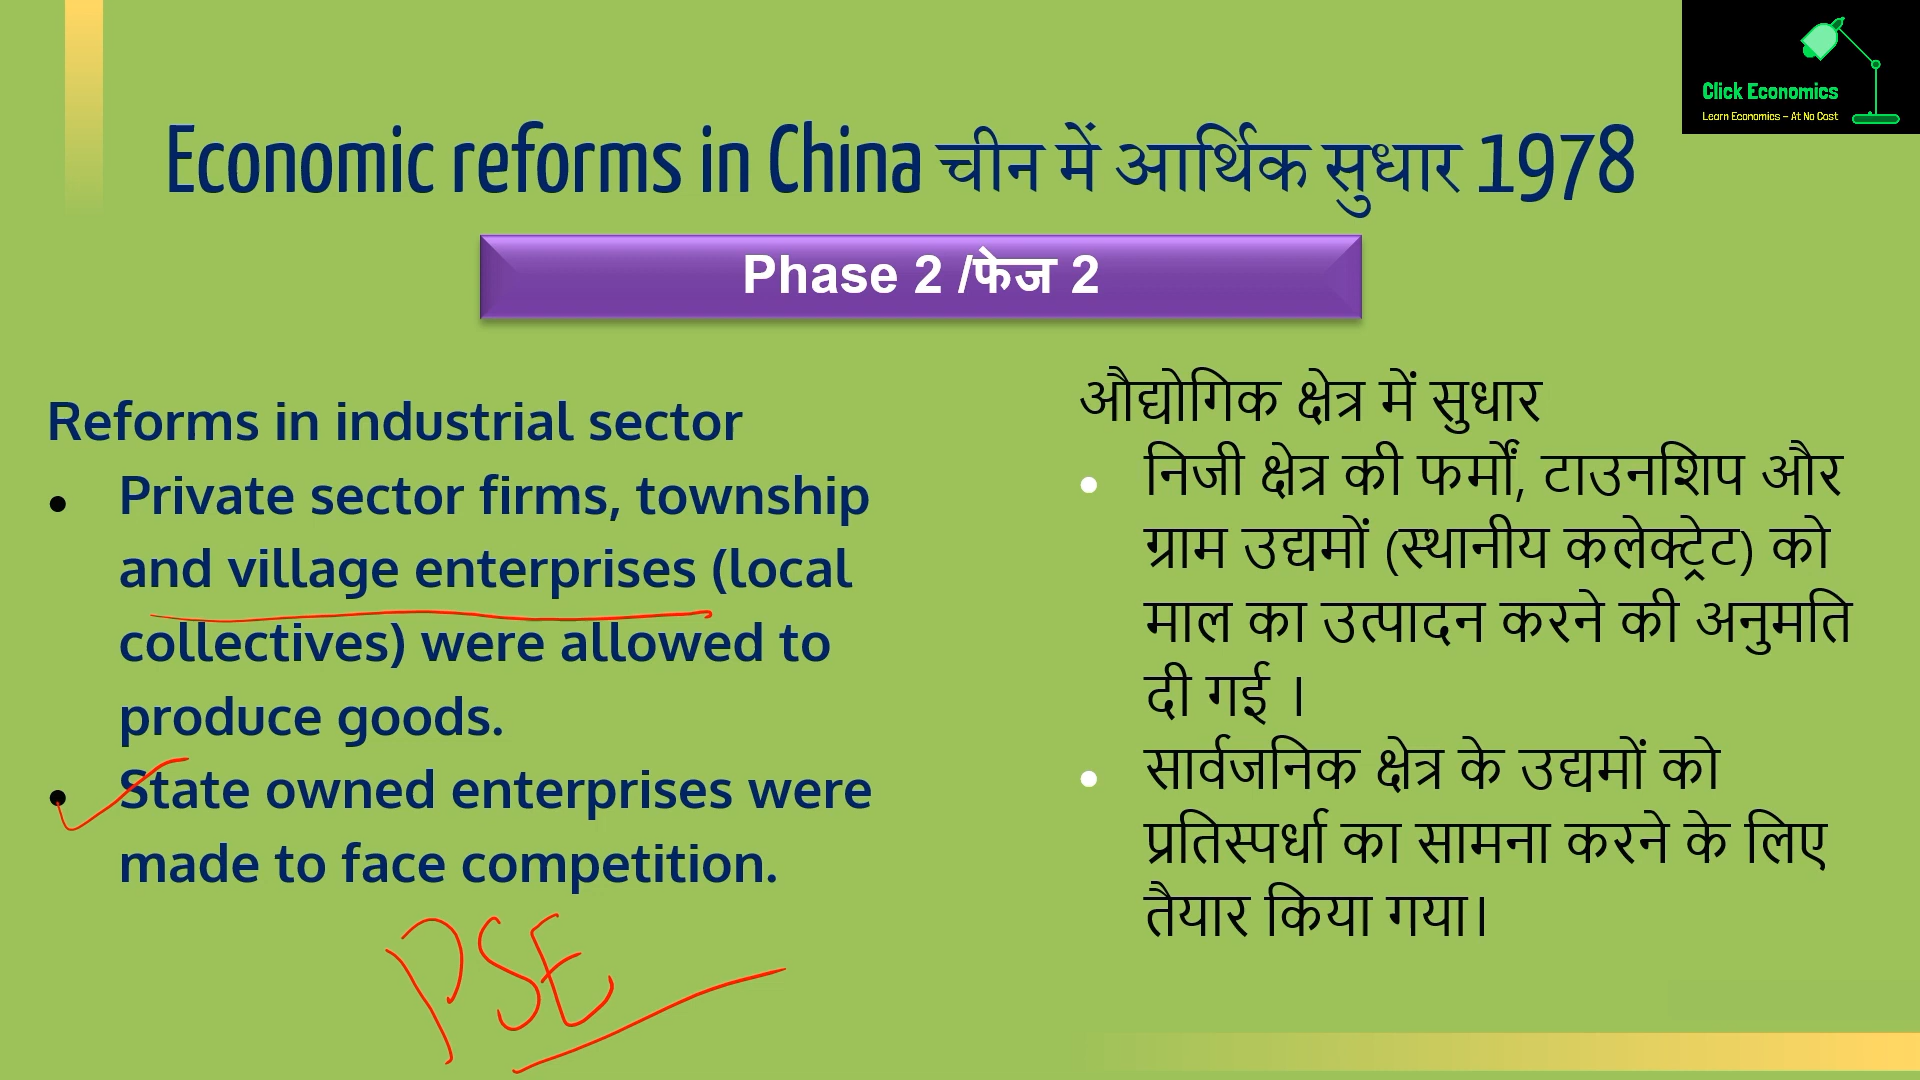 Click Economics
Learn Economics – At No Cost
Economic reforms in China चीन में आर्थिक सुधार 1978
Phase 2 /फेज 2
Reforms in industrial sector
● Private sector firms, township
and village enterprises (local
collectives) were allowed to
produce goods.
● State owned enterprises were
made to face competition.
PSE
औद्योगिक क्षेत्र में सुधार
● निजी क्षेत्र की फर्मों, टाउनशिप और
ग्राम उद्यमों (स्थानीय कलेक्ट्रेट) को
माल का उत्पादन करने की अनुमति
दी गई ।
● सार्वजनिक क्षेत्र के उद्यमों को
प्रतिस्पर्धा का सामना करने के लिए
तैयार किया गया।